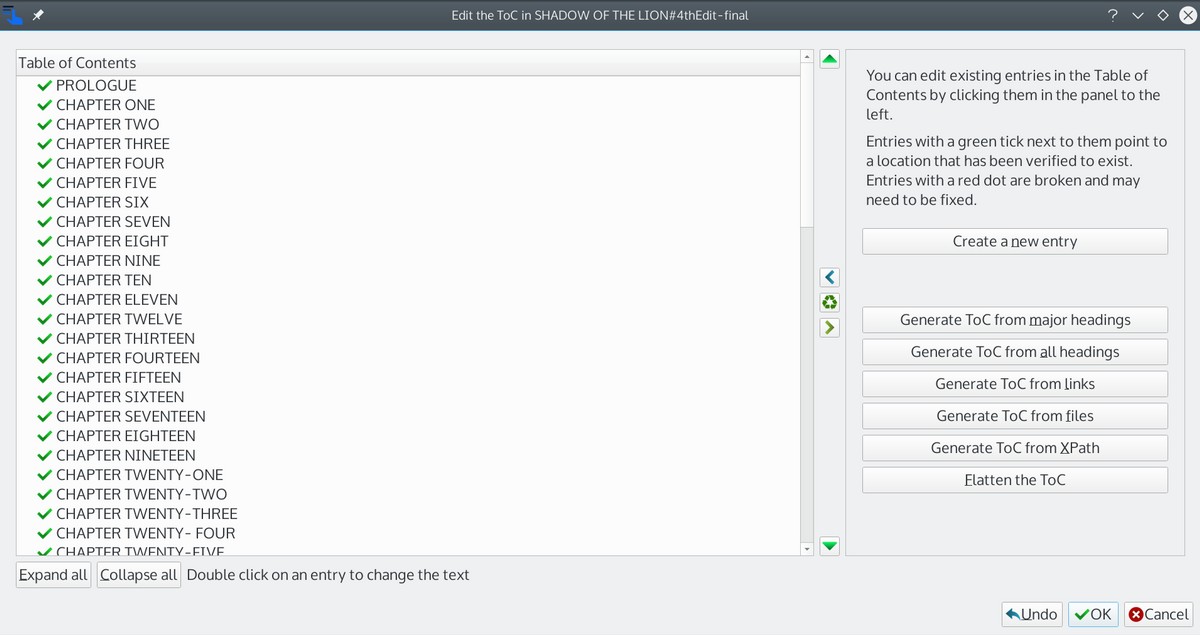 Edit the ToC in SHADOW OF THE LION#4thEdit-final
Table of Contents
PROLOGUE
CHAPTER ONE
CHAPTER TWO
CHAPTER THREE
CHAPTER FOUR
CHAPTER FIVE
CHAPTER SIX
CHAPTER SEVEN
CHAPTER EIGHT
CHAPTER NINE
CHAPTER TEN
CHAPTER ELEVEN
CHAPTER TWELVE
CHAPTER THIRTEEN
CHAPTER FOURTEEN
CHAPTER FIFTEEN
CHAPTER SIXTEEN
CHAPTER SEVENTEEN
CHAPTER EIGHTEEN
CHAPTER NINETEEN
CHAPTER TWENTY-ONE
CHAPTER TWENTY-TWO
CHAPTER TWENTY-THREE
CHAPTER TWENTY- FOUR
CHAPTER TWENTY-FIVE
Expand all
Collapse all
Double click on an entry to change the text
You can edit existing entries in the Table of
Contents by clicking them in the panel to the
left.
Entries with a green tick next to them point to
a location that has been verified to exist.
Entries with a red dot are broken and may
need to be fixed.
Create a new entry
Generate ToC from major headings
Generate ToC from all headings
Generate ToC from links
Generate ToC from files
Generate ToC from XPath
Flatten the ToC
Undo
OK
Cancel